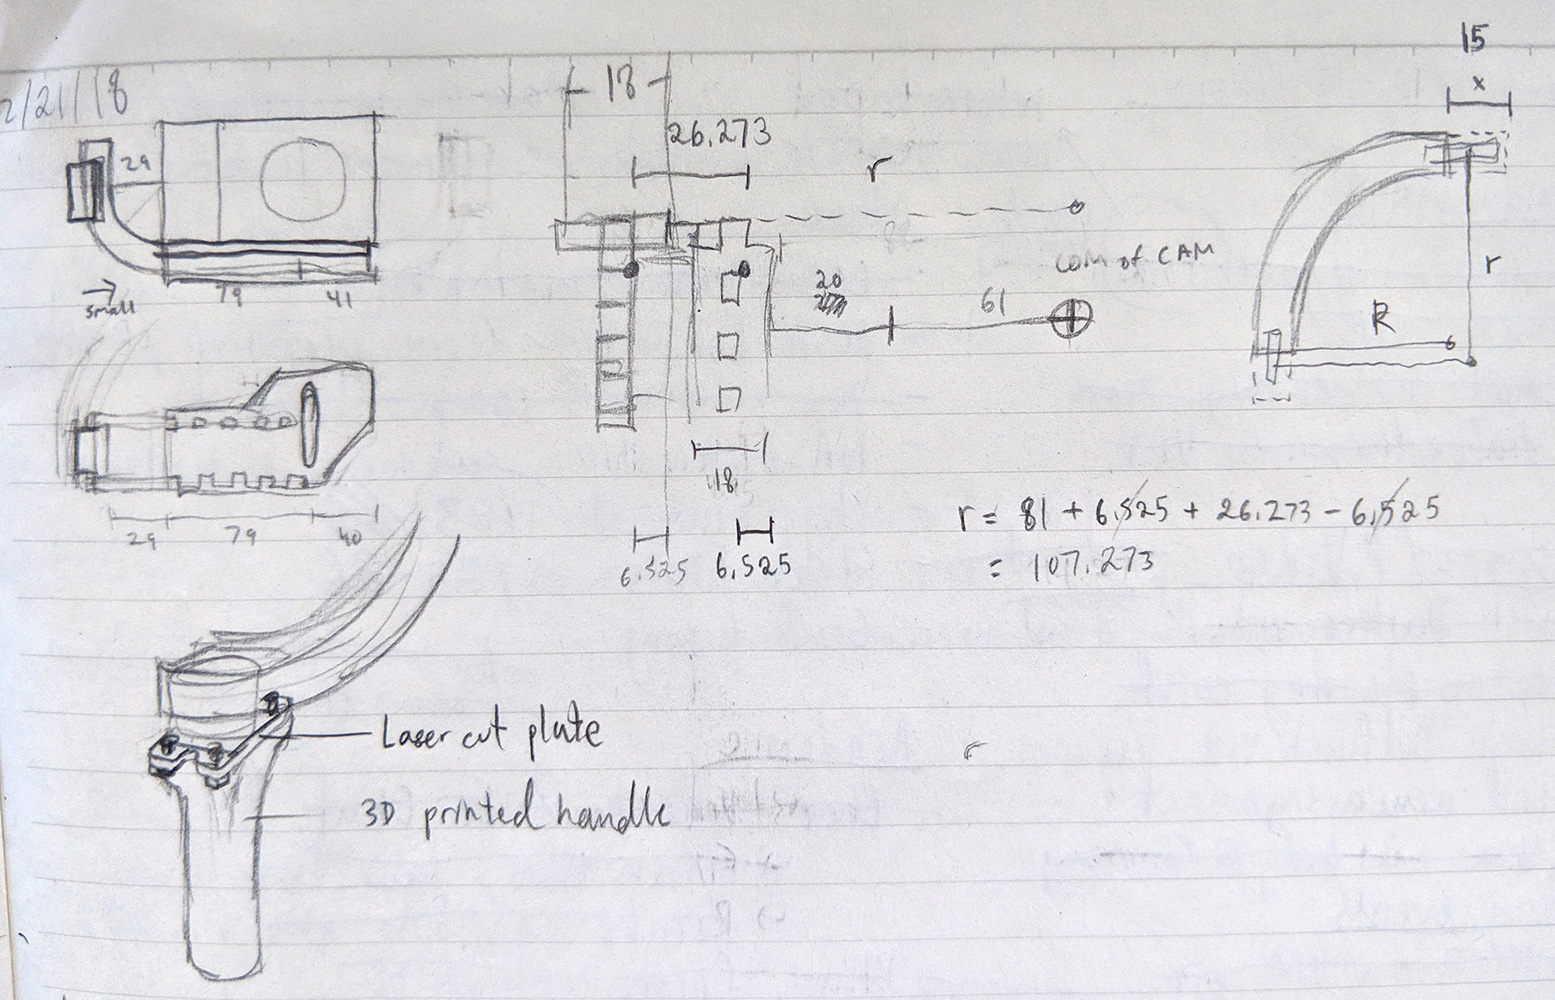 2/21/18
18
26.273
r
15
x
29
79
41
small
20
61
COM of CAM
r
R
18
29
79
40
6.525
6.525
r = 81 + 6.525 + 26.273 - 6.525
= 107.273
Laser cut plate
3D printed handle
r